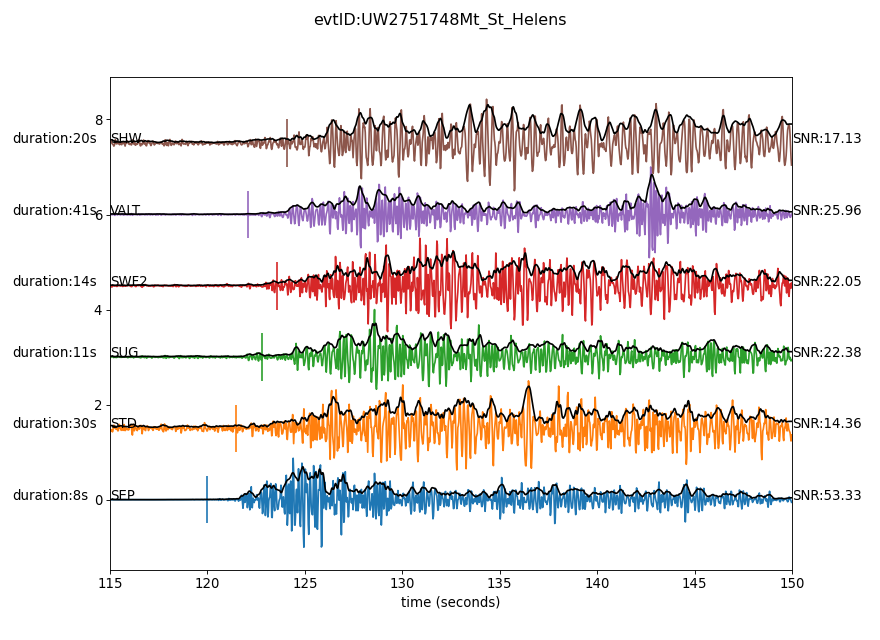 evtID:UW2751748Mt_St_Helens
8
duration:20s SHW SNR:17.13
duration:41s VALT SNR:25.96
6
duration:14s SWF2 SNR:22.05
4
duration:11s SUG SNR:22.38
2
duration:30s STD SNR:14.36
duration:8s SEP SNR:53.33
0
115 120 125 130 135 140 145 150
time (seconds)